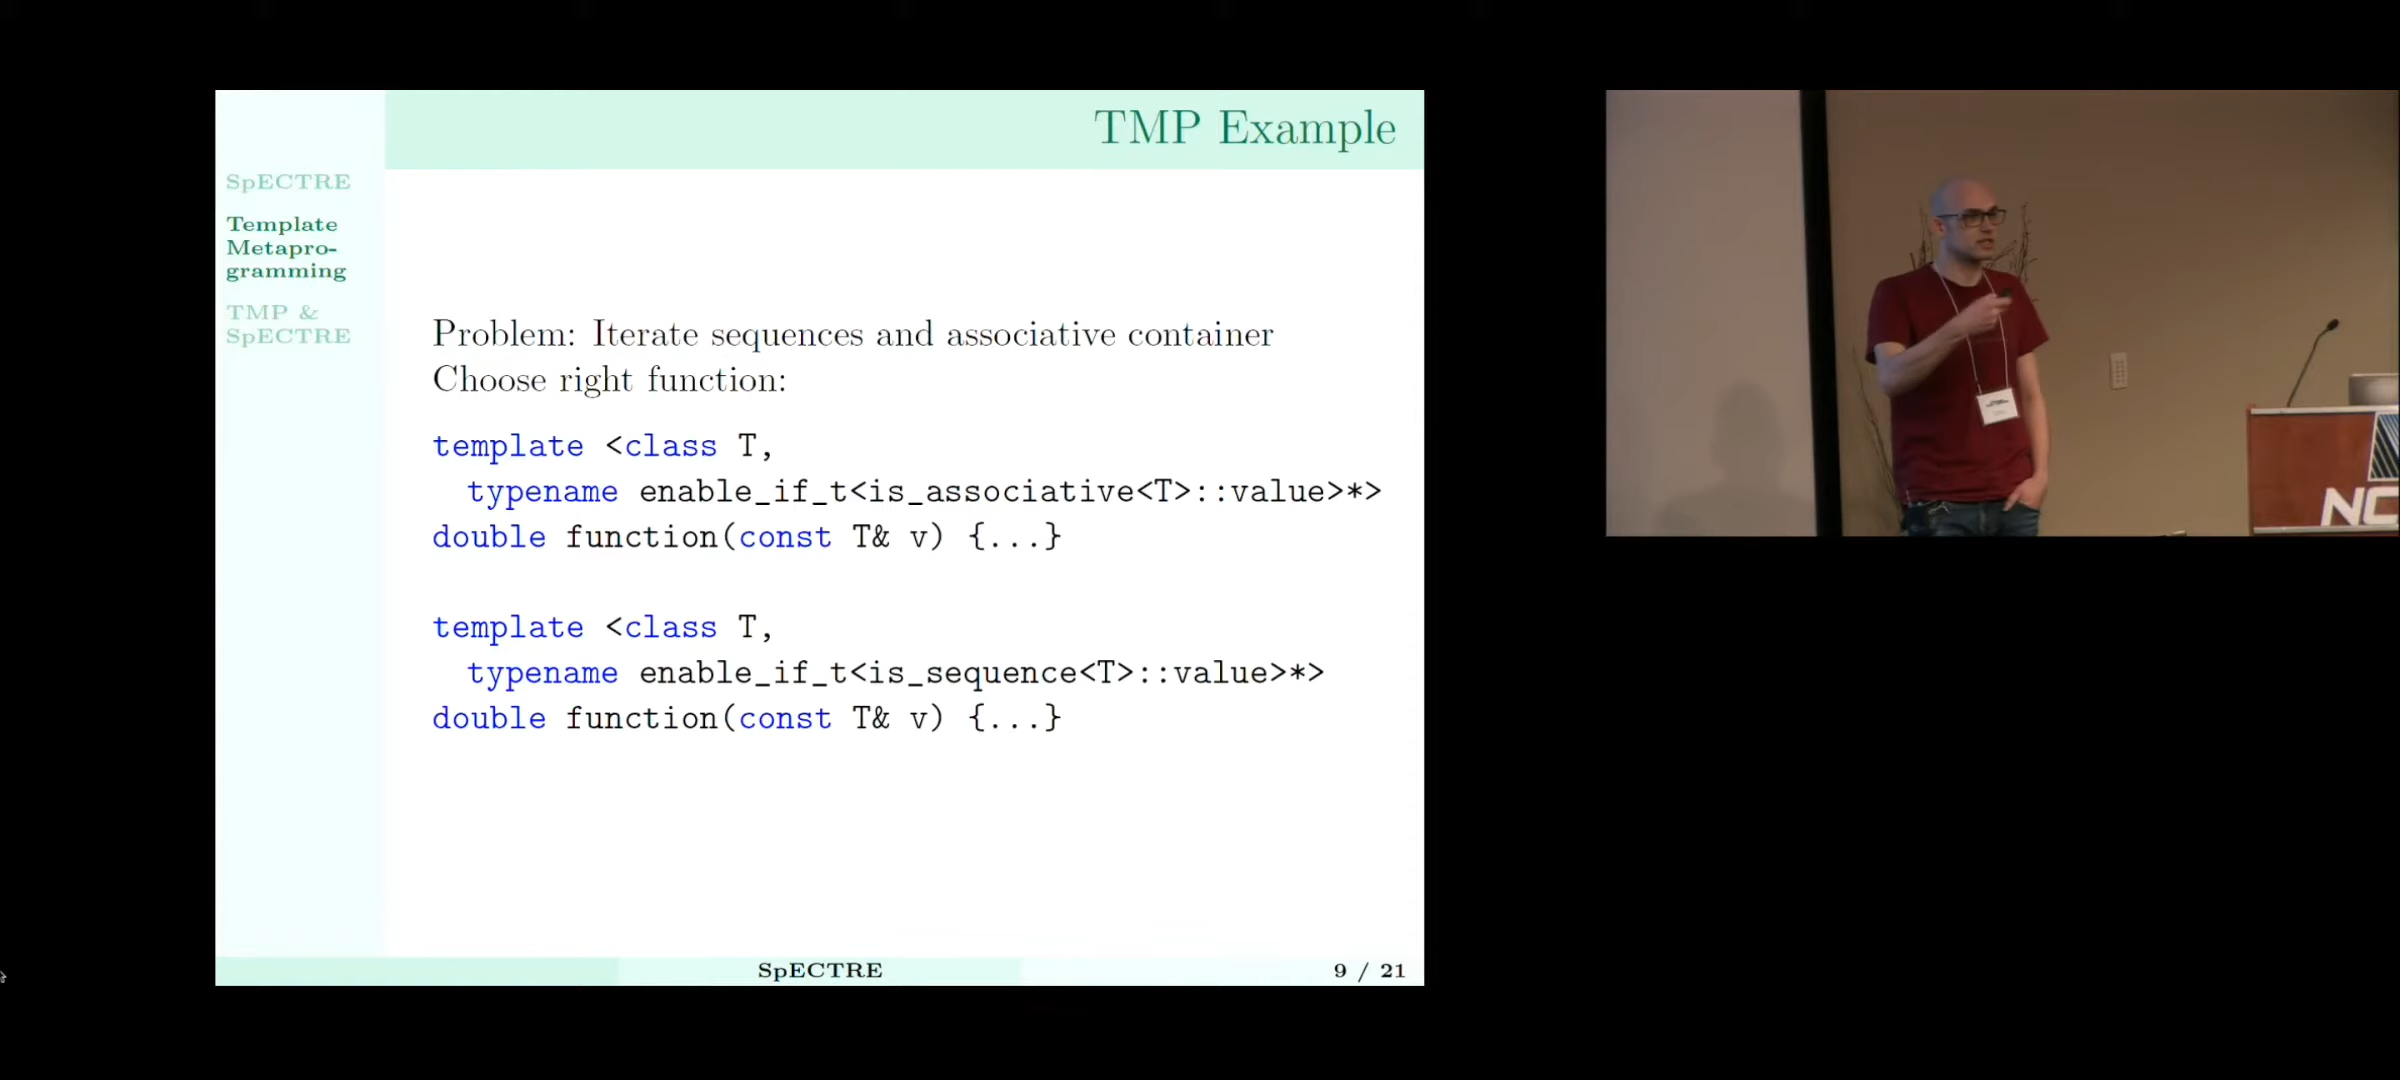 TMP Example
SpECTRE
Template
Metapro-
gramming
TMP &
SpECTRE
Problem: Iterate sequences and associative container
Choose right function:
template <class T,
typename enable_if_t<is_associative<T>::value>*>
double function(const T& v) {...}
template <class T,
typename enable_if_t<is_sequence<T>::value>*>
double function(const T& v) {...}
SpECTRE
9 / 21
NC